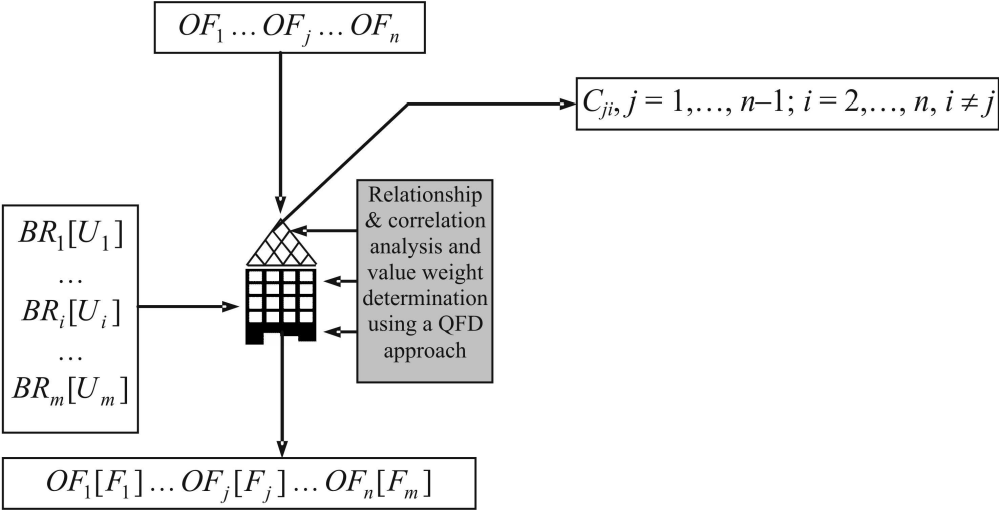 OF₁ … OFⱼ … OFₙ
Cⱼᵢ, j = 1,…, n–1; i = 2,…, n, i ≠ j
Relationship
& correlation
analysis and
value weight
determination
using a QFD
approach
BR₁[U₁]
…
BRᵢ[Uᵢ]
…
BRₘ[Uₘ]
OF₁[F₁] … OFⱼ[Fⱼ] … OFₙ[Fₘ]